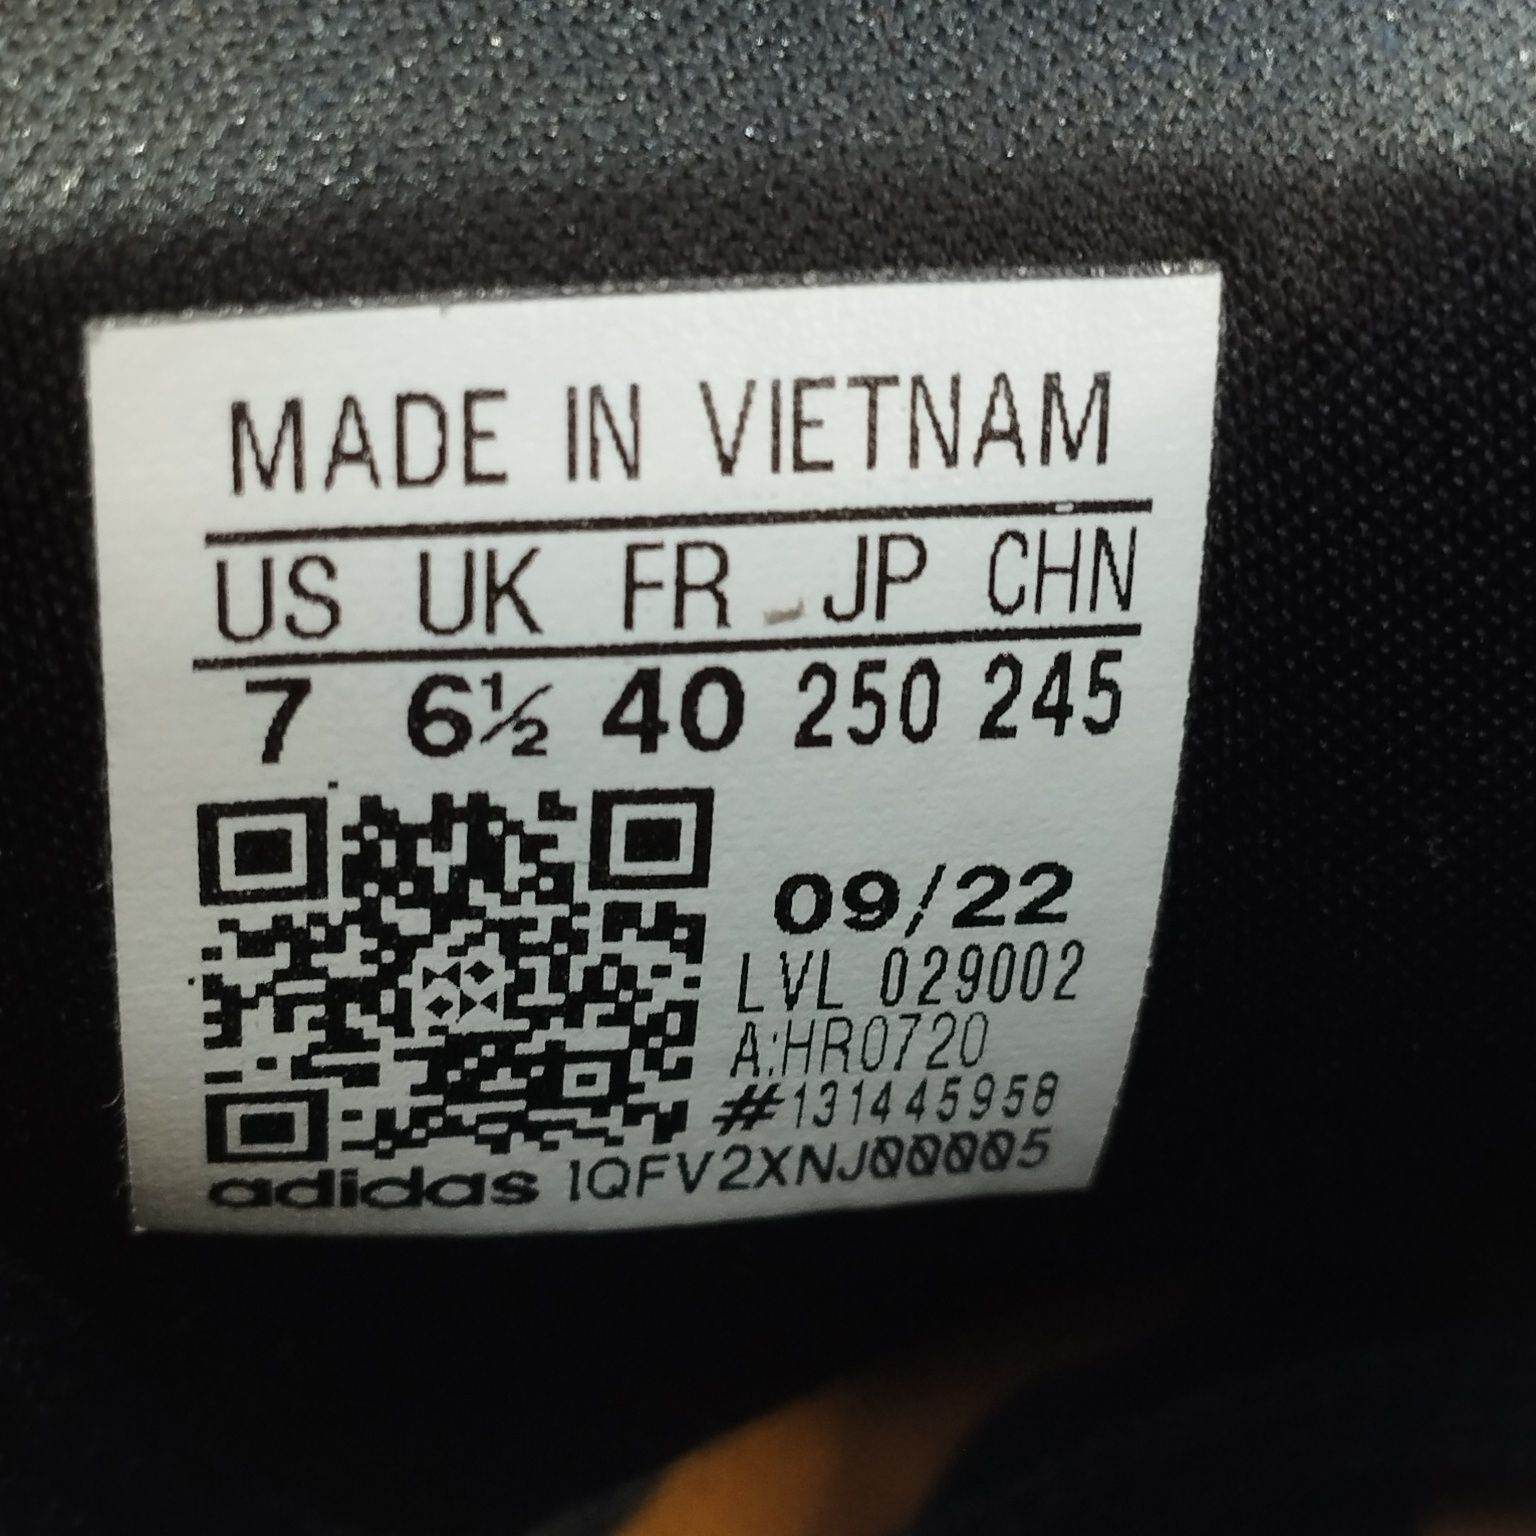 MADE IN VIETNAM
US UK FR JP CHN
7 6½ 40 250 245
09/22
LVL 029002
A:HR0720
#131445958
adidas 1QFV2XNJ00005